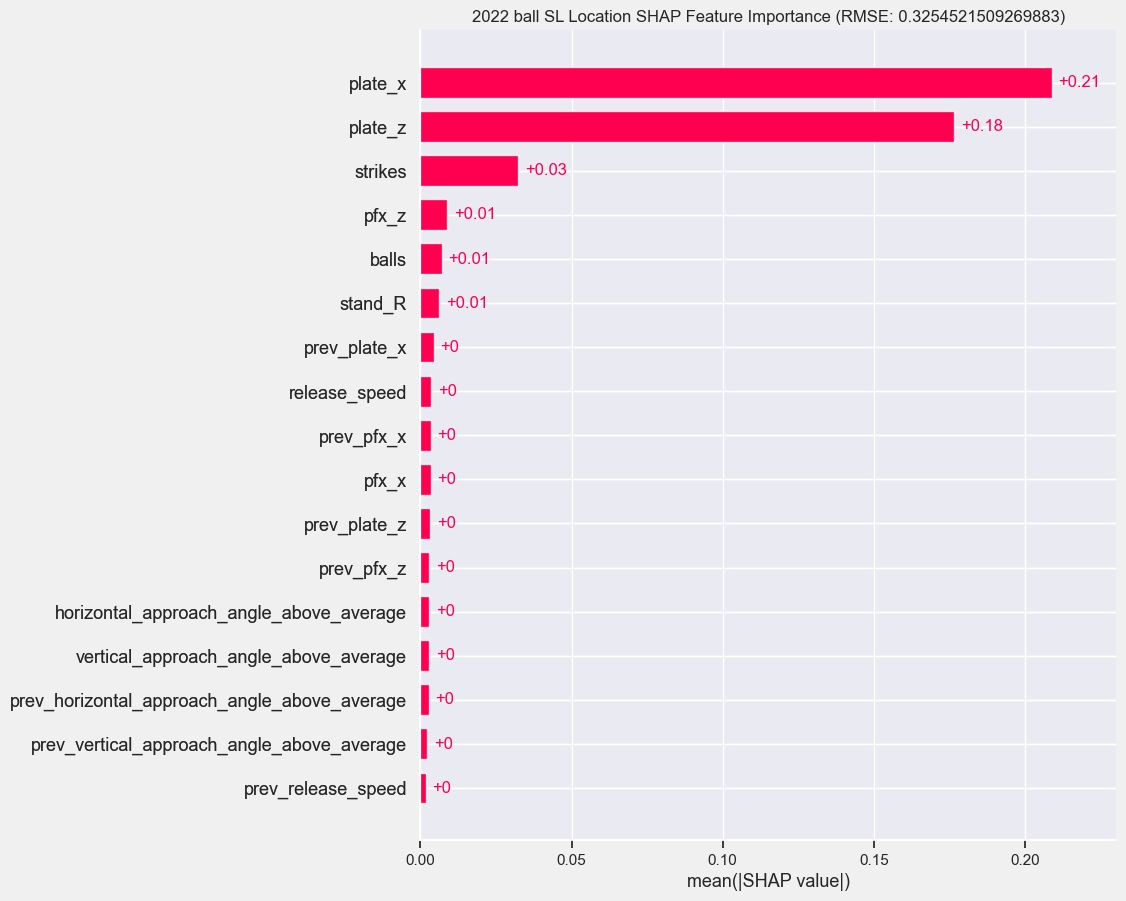 2022 ball SL Location SHAP Feature Importance (RMSE: 0.3254521509269883)
plate_x +0.21
plate_z +0.18
strikes +0.03
pfx_z +0.01
balls +0.01
stand_R +0.01
prev_plate_x +0
release_speed +0
prev_pfx_x +0
pfx_x +0
prev_plate_z +0
prev_pfx_z +0
horizontal_approach_angle_above_average +0
vertical_approach_angle_above_average +0
prev_horizontal_approach_angle_above_average +0
prev_vertical_approach_angle_above_average +0
prev_release_speed +0
0.00 0.05 0.10 0.15 0.20
mean(|SHAP value|)